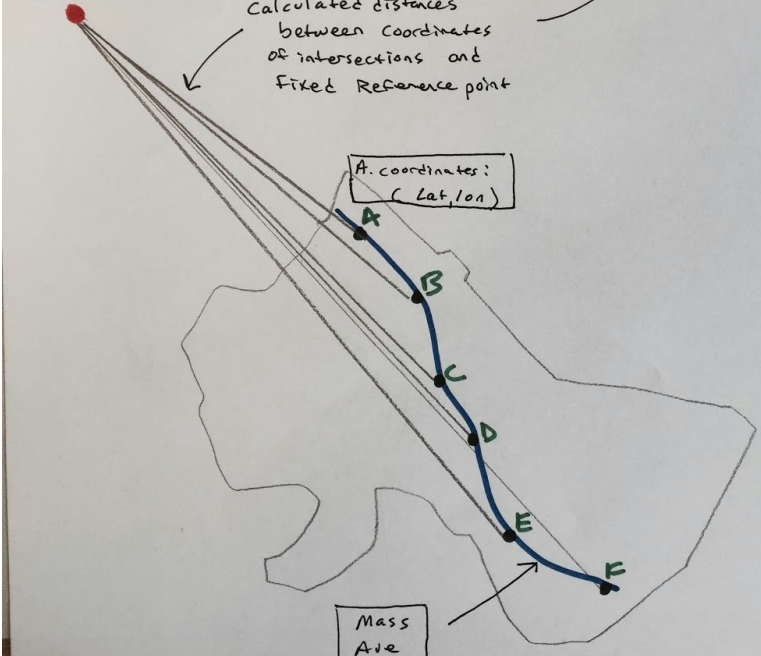 Calculated distances
between coordinates
of intersections and
Fixed Reference point
A. coordinates:
(Lat, lon)
A
B
C
D
E
F
Mass
Ave